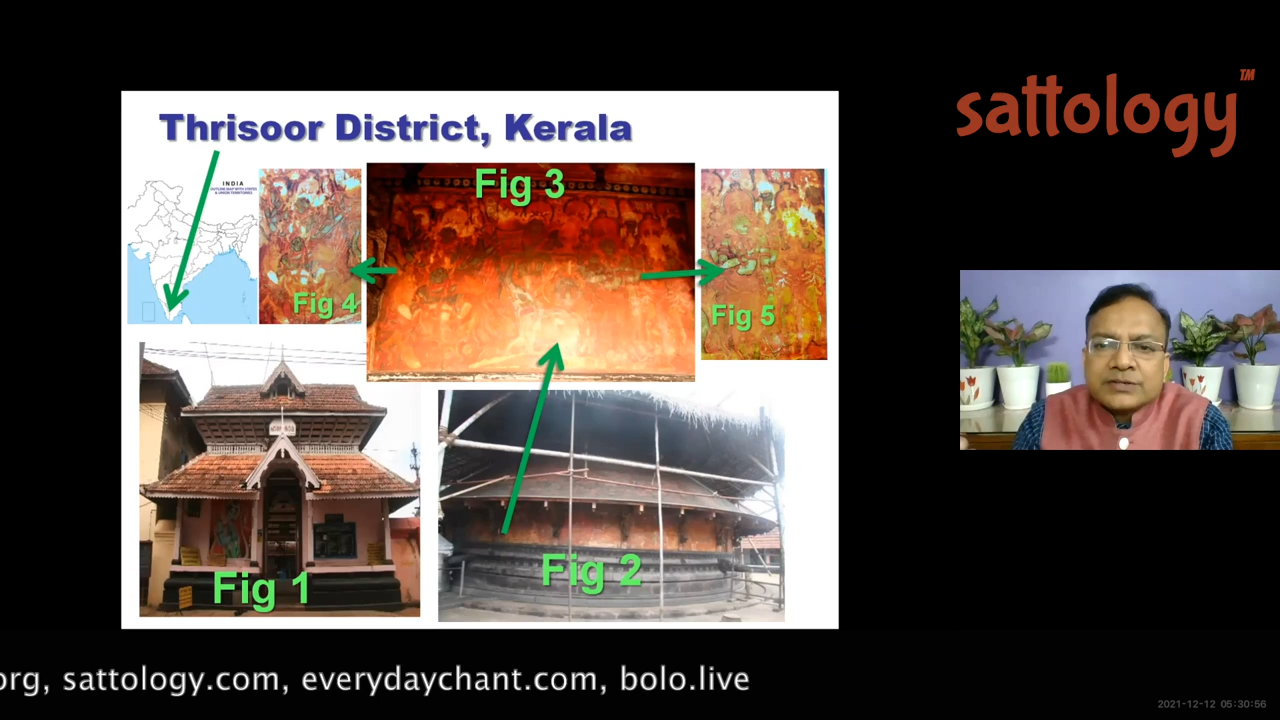 sattology™
Thrisoor District, Kerala
INDIA
Fig 3
Fig 4
Fig 5
Fig 1
Fig 2
org, sattology.com, everydaychant.com, bolo.live
2021-12-12 05:30:56